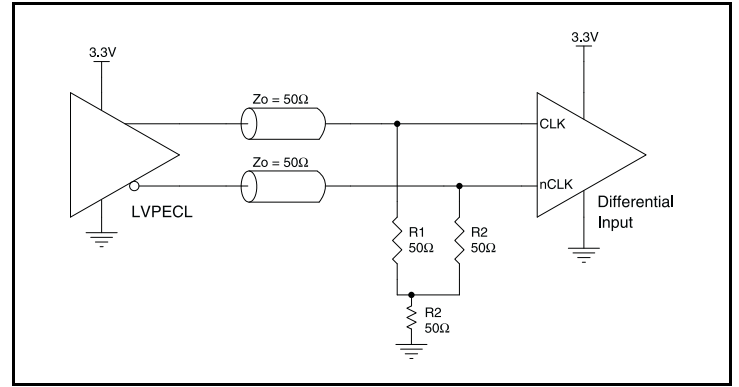 3.3V
3.3V
Zo = 50Ω
CLK
Zo = 50Ω
nCLK
LVPECL
Differential
Input
R1
50Ω
R2
50Ω
R2
50Ω